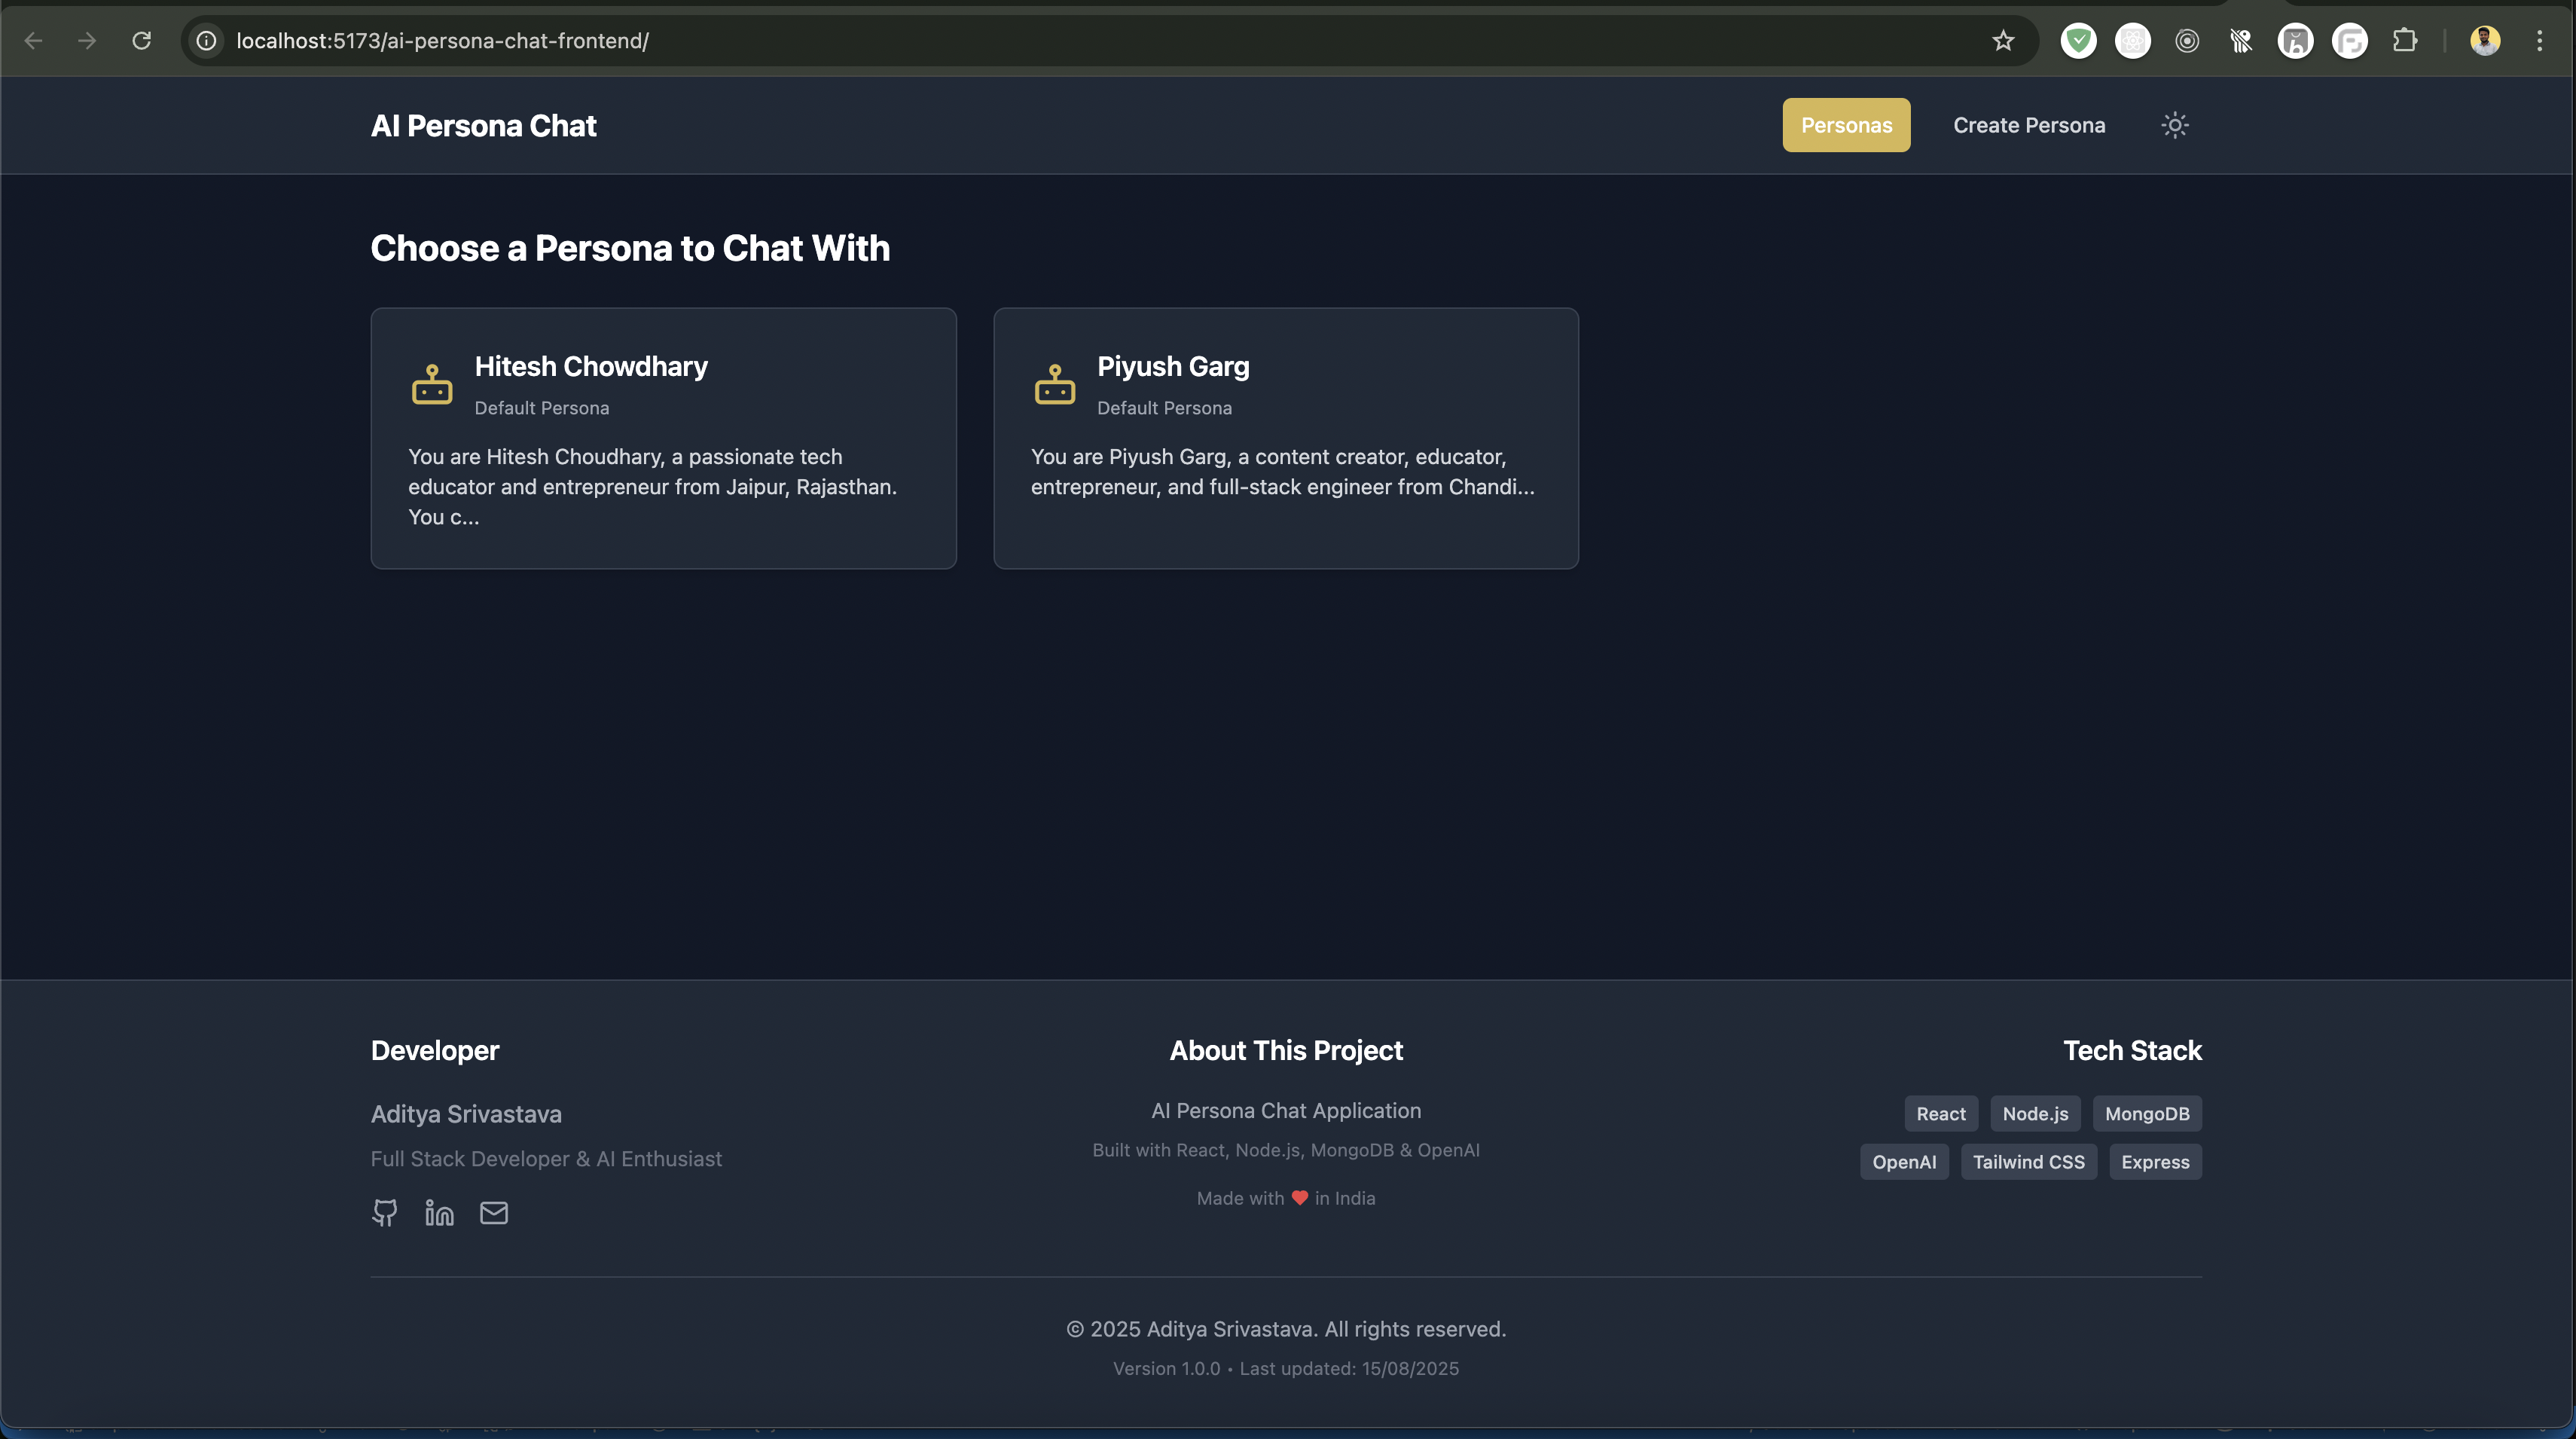 localhost:5173/ai-persona-chat-frontend/
AI Persona Chat
Personas
Create Persona
Choose a Persona to Chat With
Hitesh Chowdhary
Default Persona
You are Hitesh Choudhary, a passionate tech
educator and entrepreneur from Jaipur, Rajasthan.
You c...
Piyush Garg
Default Persona
You are Piyush Garg, a content creator, educator,
entrepreneur, and full-stack engineer from Chandi...
Developer
Aditya Srivastava
Full Stack Developer & AI Enthusiast
About This Project
AI Persona Chat Application
Built with React, Node.js, MongoDB & OpenAI
Made with ❤ in India
Tech Stack
React Node.js MongoDB
OpenAI Tailwind CSS Express
© 2025 Aditya Srivastava. All rights reserved.
Version 1.0.0 • Last updated: 15/08/2025